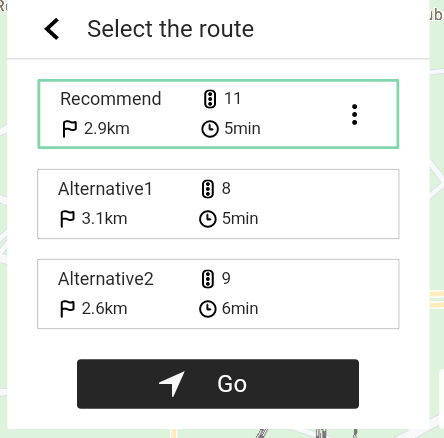 Select the route
Recommend 11
2.9km 5min
Alternative1 8
3.1km 5min
Alternative2 9
2.6km 6min
Go